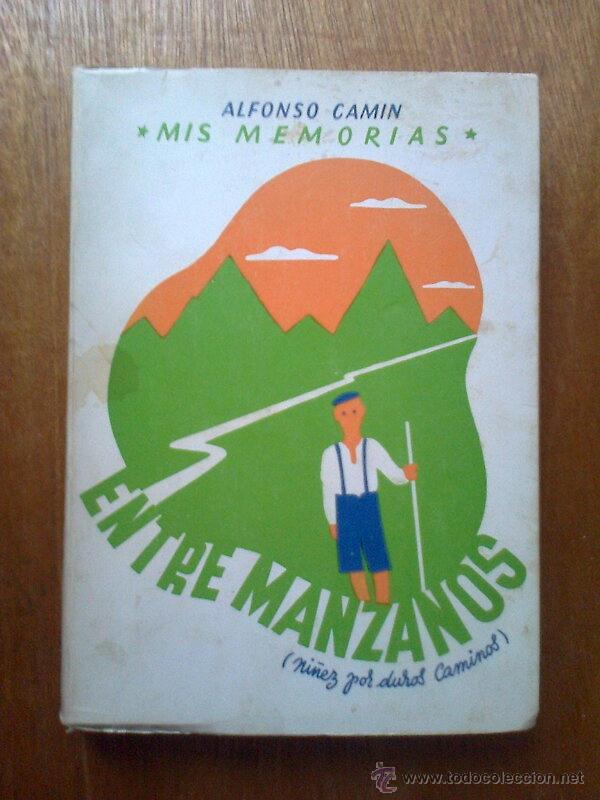 ALFONSO CAMIN
* MIS MEMORIAS *
ENTRE MANZANOS
(niñez por duros Caminos)
www.todocoleccion.net